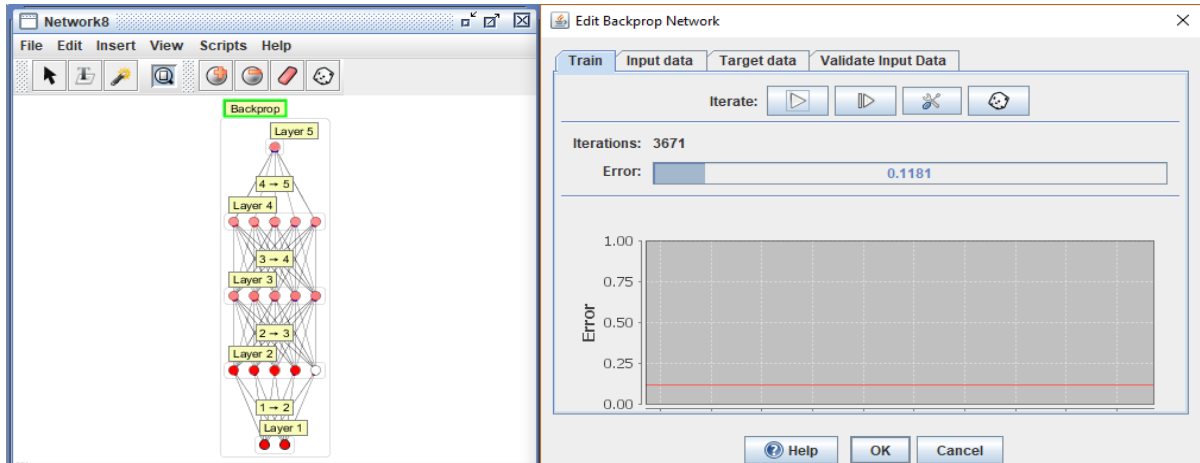 Network8
File Edit Insert View Scripts Help
Backprop
Layer 5
4 → 5
Layer 4
3 → 4
Layer 3
2 → 3
Layer 2
1 → 2
Layer 1
Edit Backprop Network
Train Input data Target data Validate Input Data
Iterate:
Iterations: 3671
Error: 0.1181
1.00
0.75
0.50
0.25
0.00
Error
Help OK Cancel